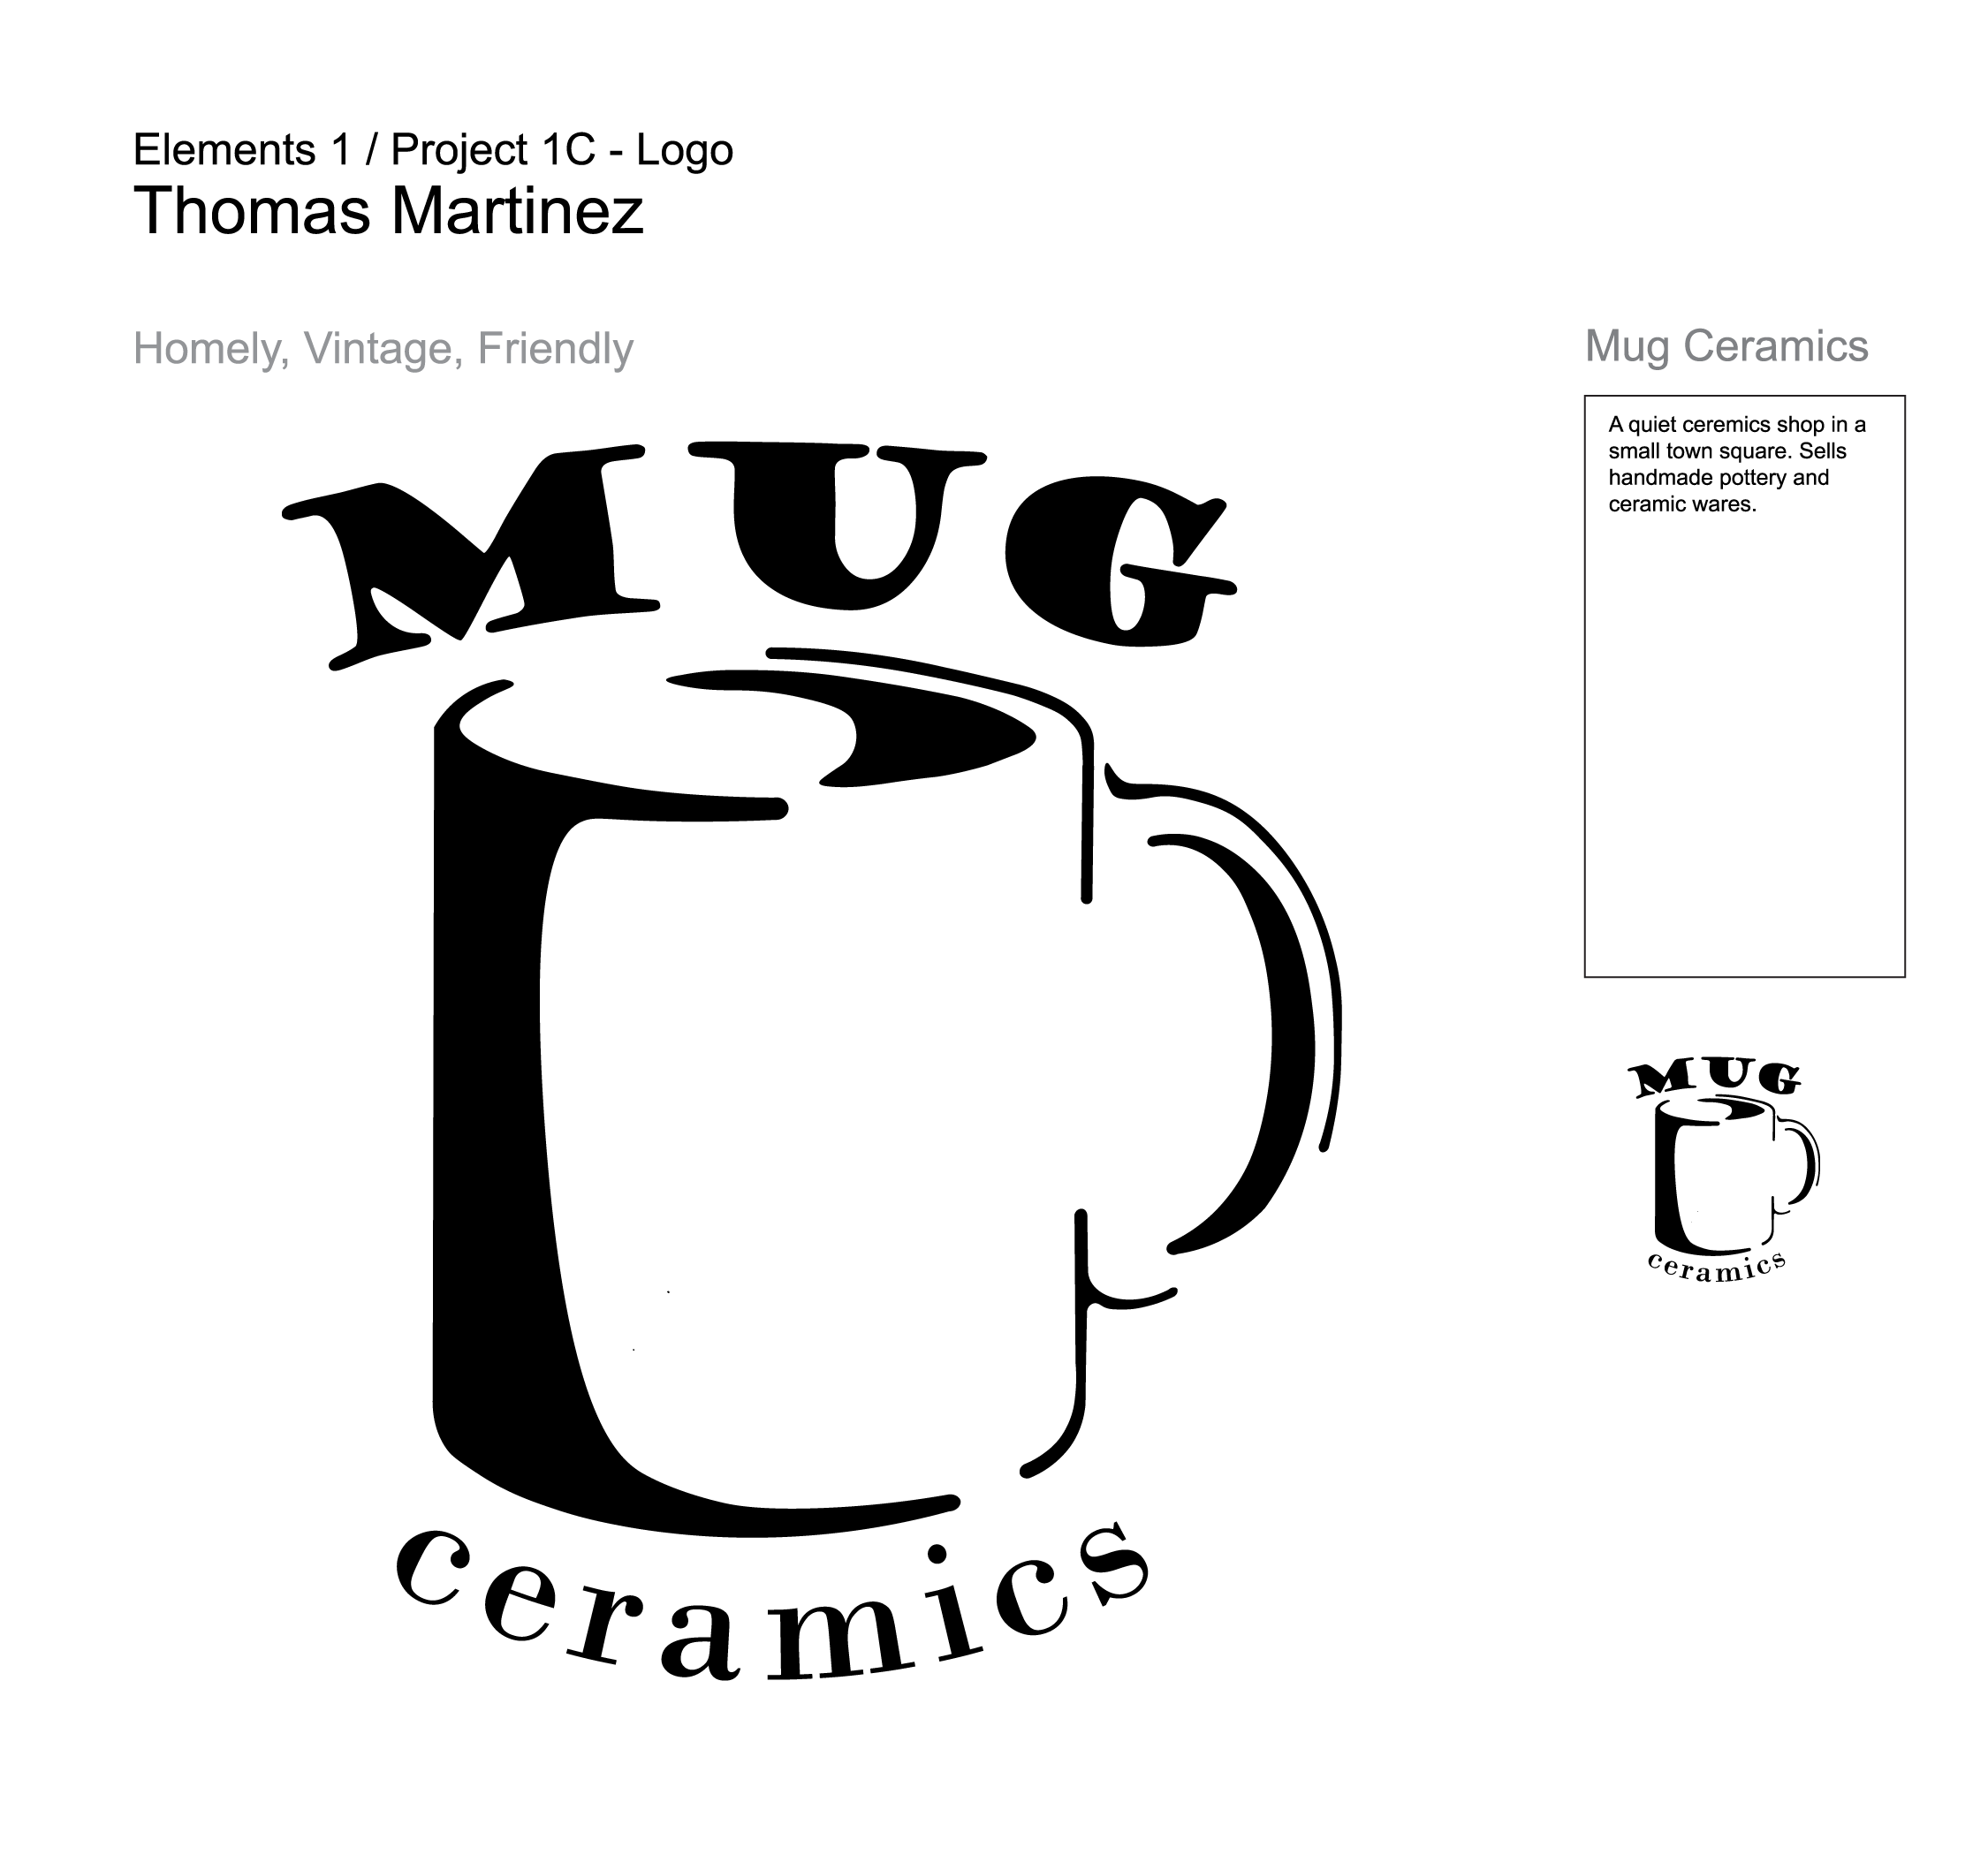 Elements 1 / Project 1C - Logo
Thomas Martinez
Homely, Vintage, Friendly
MUG
ceramics
Mug Ceramics
A quiet ceremics shop in a
small town square. Sells
handmade pottery and
ceramic wares.
MUG
ceramics